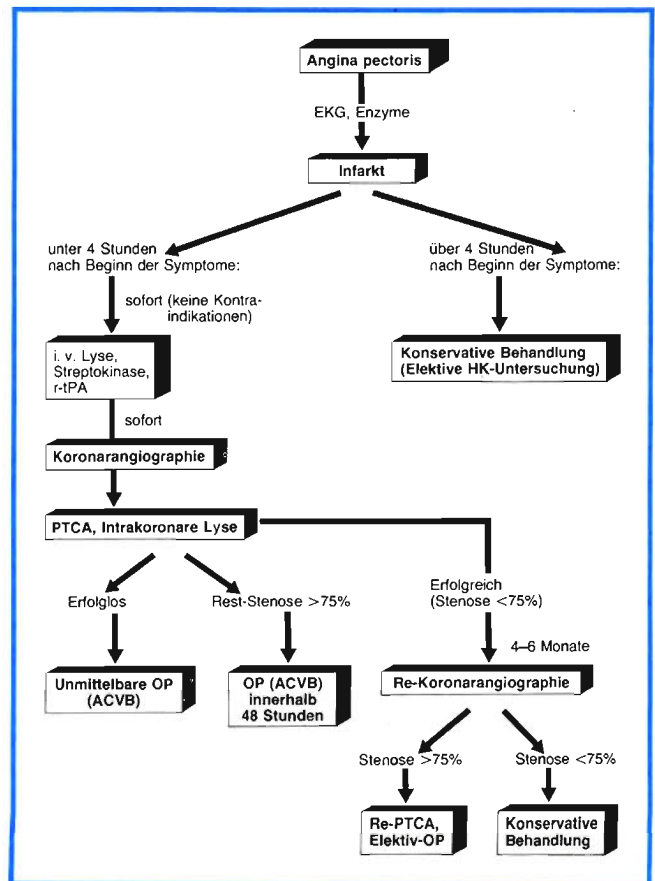 Angina pectoris
EKG, Enzyme
Infarkt
unter 4 Stunden
nach Beginn der Symptome:
über 4 Stunden
nach Beginn der Symptome:
sofort (keine Kontra-
indikationen)
i. v. Lyse,
Streptokinase,
r-tPA
Konservative Behandlung
(Elektive HK-Untersuchung)
sofort
Koronarangiographie
PTCA, Intrakoronare Lyse
Erfolglos
Rest-Stenose >75%
Erfolgreich
(Stenose <75%)
4–6 Monate
Unmittelbare OP
(ACVB)
OP (ACVB)
innerhalb
48 Stunden
Re-Koronarangiographie
Stenose >75%
Stenose <75%
Re-PTCA,
Elektiv-OP
Konservative
Behandlung